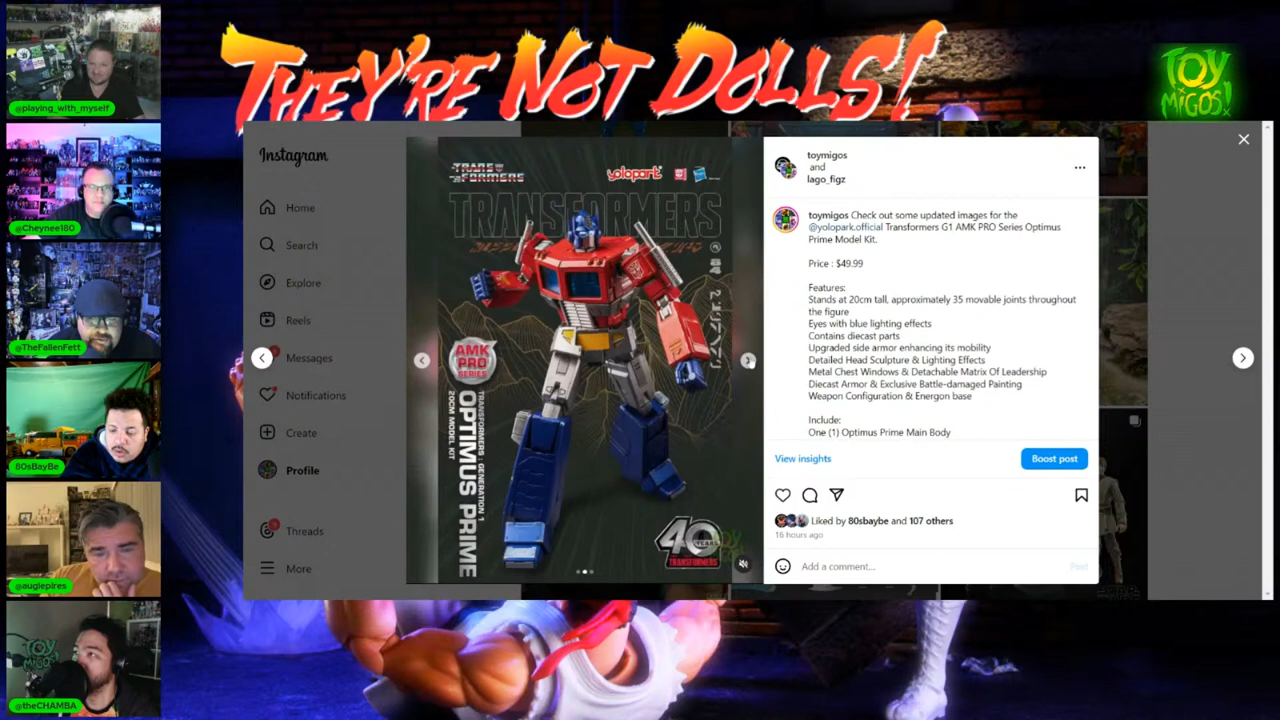 THEY'RE NOT DOLLS!
TOY
MIGOS!
@playing_with_myself
@Cheynee180
@TheFallenFett
80sBayBe
@augiepires
TOY
MIGOS
@theCHAMBA
Instagram
Home
Search
Explore
Reels
Messages
Notifications
Create
Profile
Threads
More
TRANSFORMERS
yolopark
TRANSFORMERS
AMK
PRO
SERIES
OPTIMUS PRIME
TRANSFORMERS : GENERATION 1
20CM MODEL KIT
40
YEARS
TRANSFORMERS
toymigos
and
lago_figz
toymigos Check out some updated images for the
@yolopark.official Transformers G1 AMK PRO Series Optimus
Prime Model Kit.
Price : $49.99
Features:
Stands at 20cm tall, approximately 35 movable joints throughout
the figure
Eyes with blue lighting effects
Contains diecast parts
Upgraded side armor enhancing its mobility
Detailed Head Sculpture & Lighting Effects
Metal Chest Windows & Detachable Matrix Of Leadership
Diecast Armor & Exclusive Battle-damaged Painting
Weapon Configuration & Energon base
Include:
One (1) Optimus Prime Main Body
View insights
Boost post
Liked by 80sbaybe and 107 others
16 hours ago
Add a comment...
Post